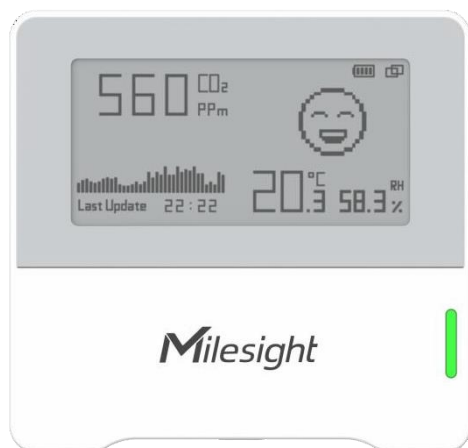 560 CO₂
PPm
Last Update 22:22
20.3 °C 58.3 RH %
Milesight